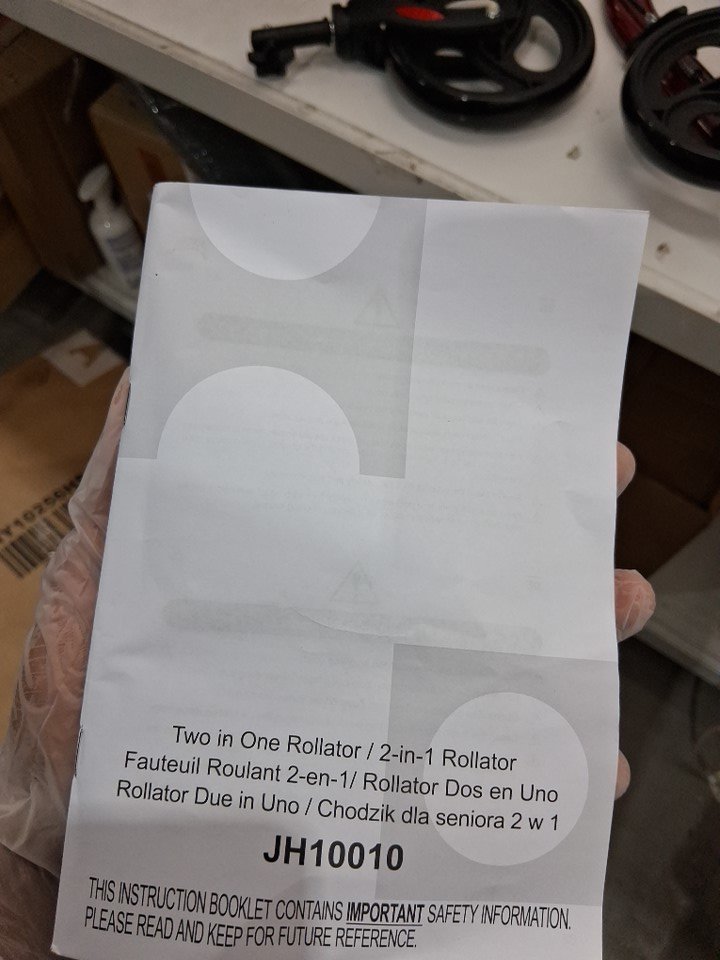 Two in One Rollator / 2-in-1 Rollator
Fauteuil Roulant 2-en-1/ Rollator Dos en Uno
Rollator Due in Uno / Chodzik dla seniora 2 w 1
JH10010
THIS INSTRUCTION BOOKLET CONTAINS IMPORTANT SAFETY INFORMATION.
PLEASE READ AND KEEP FOR FUTURE REFERENCE.